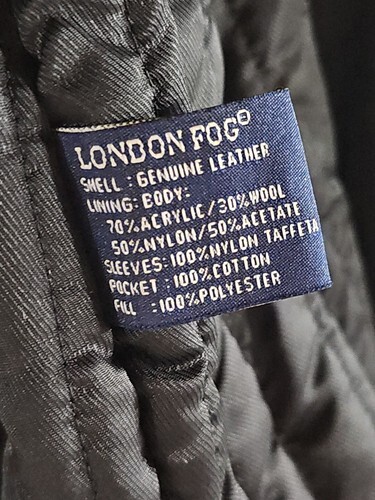 LONDON FOG®
SHELL : GENUINE LEATHER
LINING: BODY:
70%ACRYLIC/30%WOOL
50%NYLON/50%ACETATE
SLEEVES:100%NYLON TAFFETA
POCKET :100%COTTON
FILL :100%POLYESTER